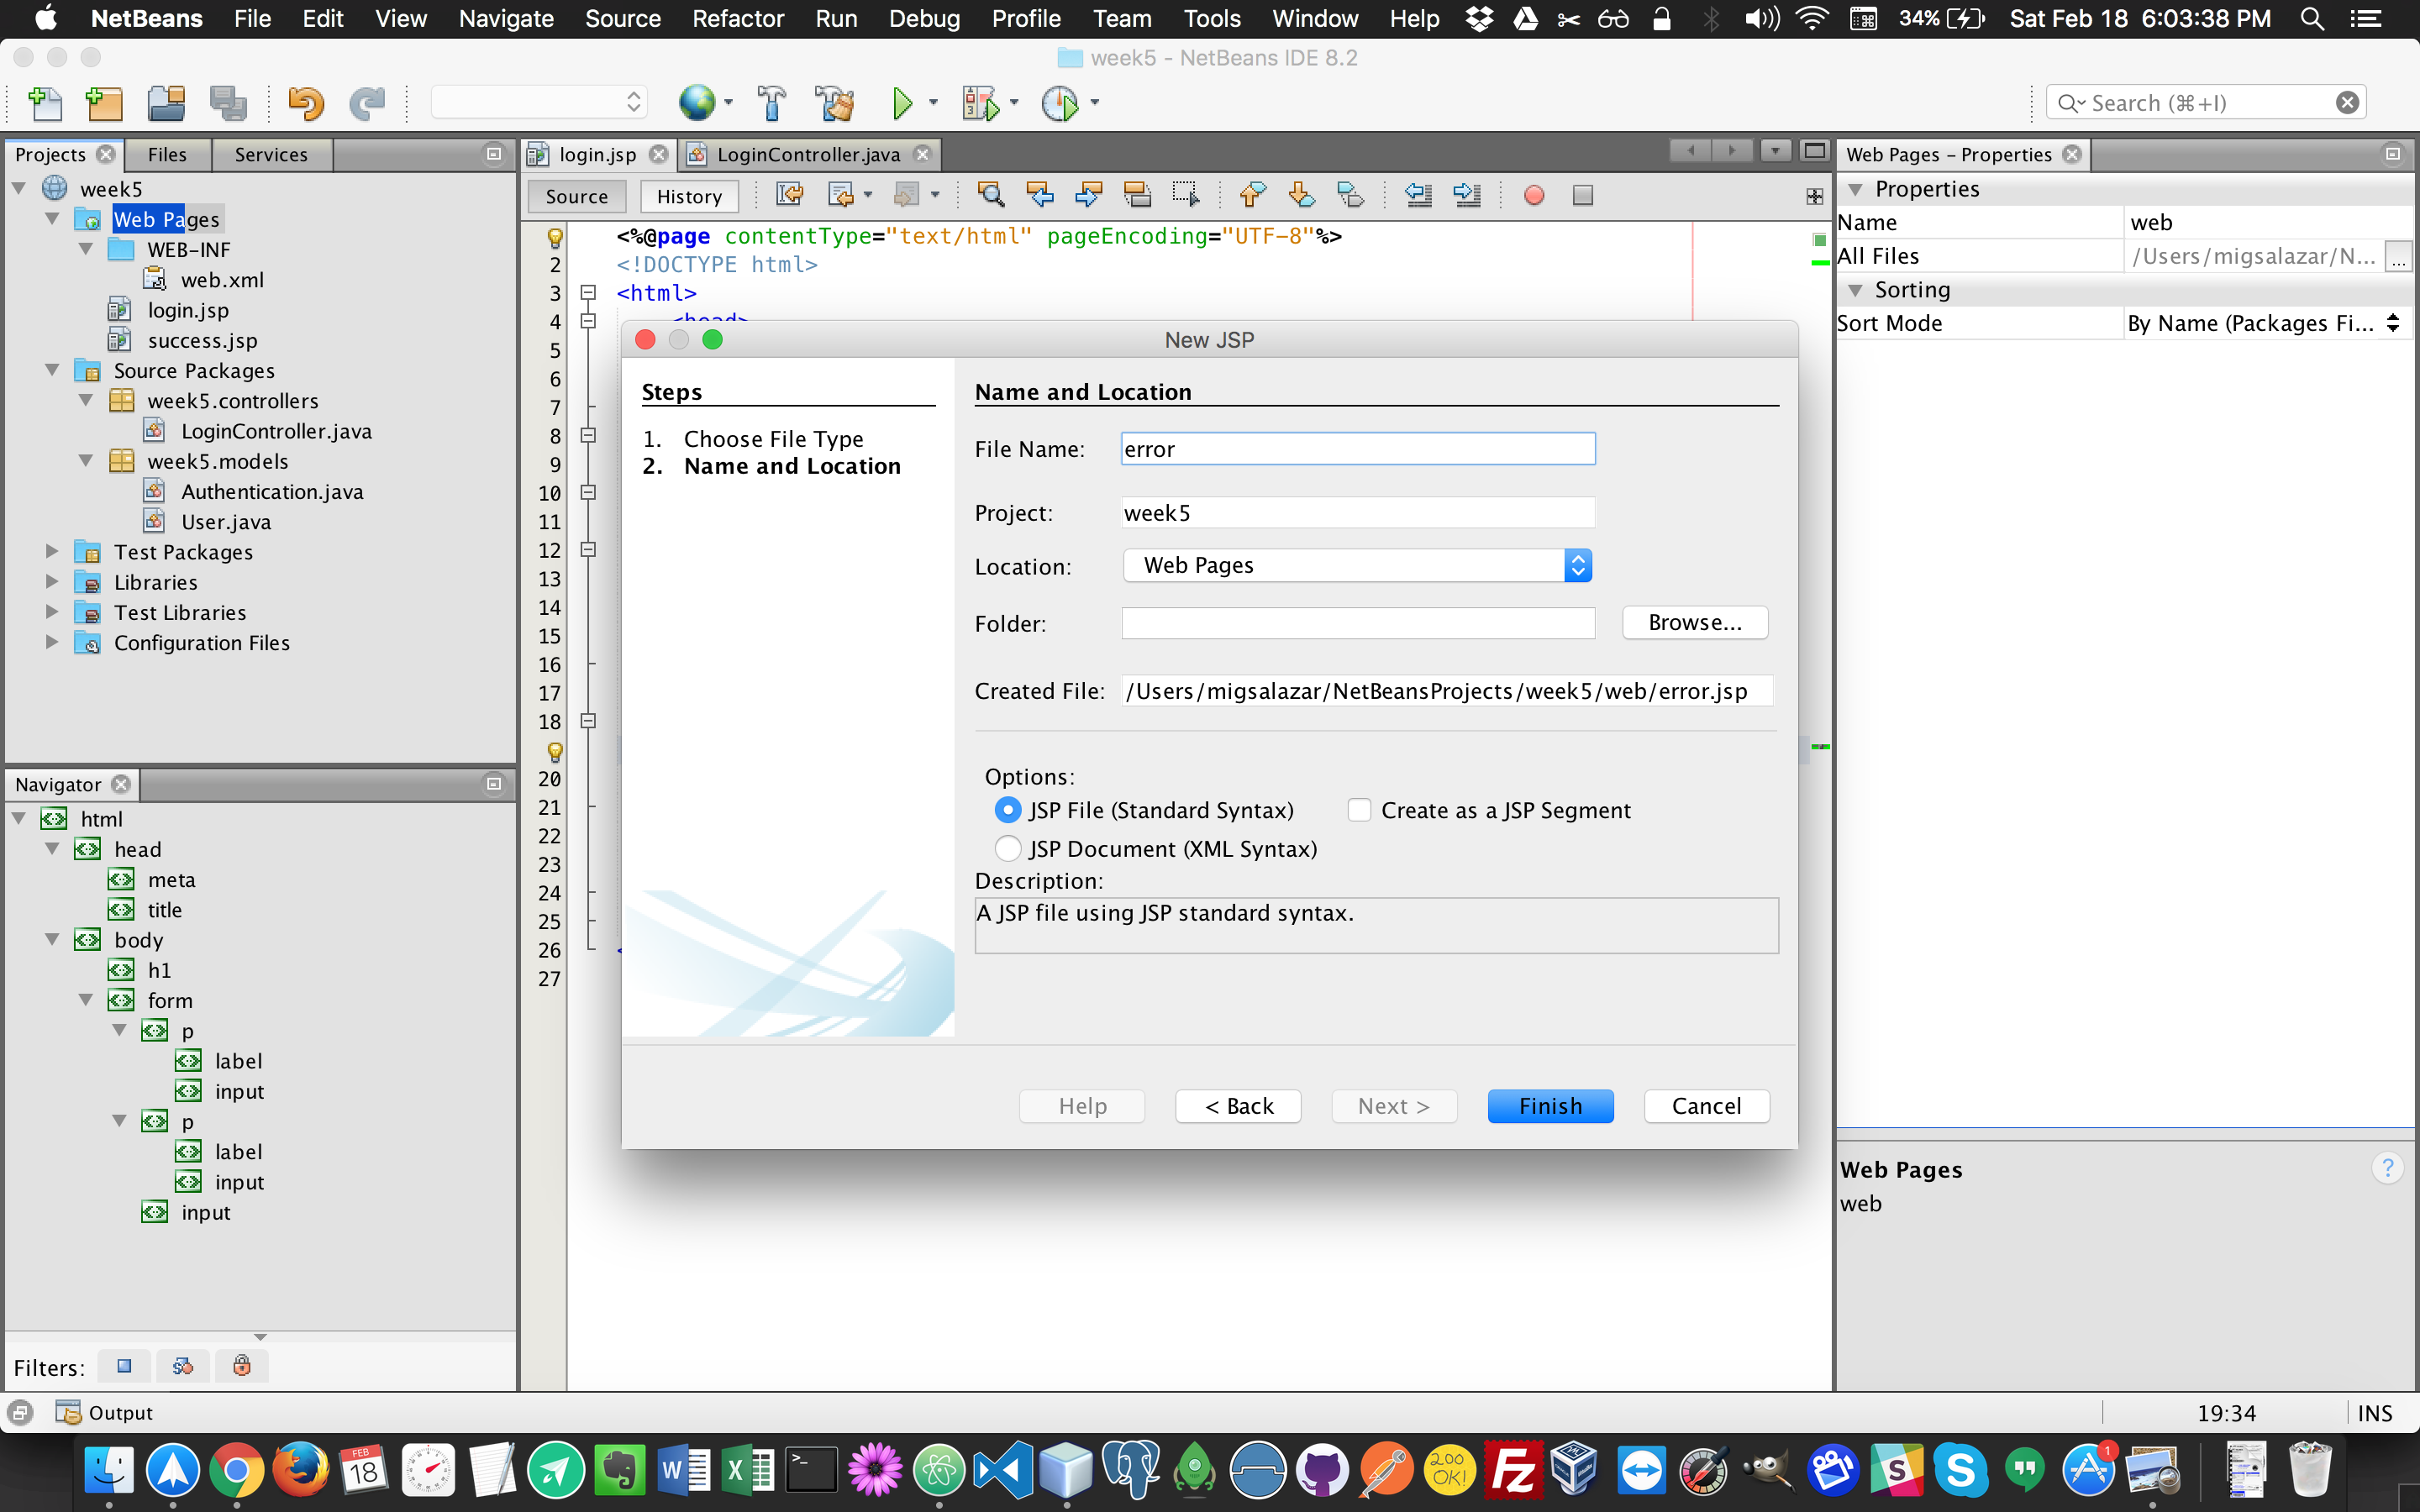 NetBeans File Edit View Navigate Source Refactor Run Debug Profile Team Tools Window Help 34% Sat Feb 18 6:03:38 PM
week5 - NetBeans IDE 8.2
Search (⌘+I)
Projects Files Services
week5
Web Pages
WEB-INF
web.xml
login.jsp
success.jsp
Source Packages
week5.controllers
LoginController.java
week5.models
Authentication.java
User.java
Test Packages
Libraries
Test Libraries
Configuration Files
Navigator
html
head
meta
title
body
h1
form
p
label
input
p
label
input
input
Filters:
login.jsp LoginController.java
Source History
<%@page contentType="text/html" pageEncoding="UTF-8"%>
2 <!DOCTYPE html>
3 <html>
4 <head>
5
6
7
8
9
10
11
12
13
14
15
16
17
18
20
21
22
23
24
25
26 <
27
New JSP
Steps
1. Choose File Type
2. Name and Location
Name and Location
File Name: error
Project: week5
Location: Web Pages
Folder: Browse...
Created File: /Users/migsalazar/NetBeansProjects/week5/web/error.jsp
Options:
JSP File (Standard Syntax) Create as a JSP Segment
JSP Document (XML Syntax)
Description:
A JSP file using JSP standard syntax.
Help < Back Next > Finish Cancel
Web Pages - Properties
Properties
Name web
All Files /Users/migsalazar/N... ...
Sorting
Sort Mode By Name (Packages Fi...
Web Pages ?
web
Output 19:34 INS
FEB
18
W X >_ 200 OK! Fz S S 1